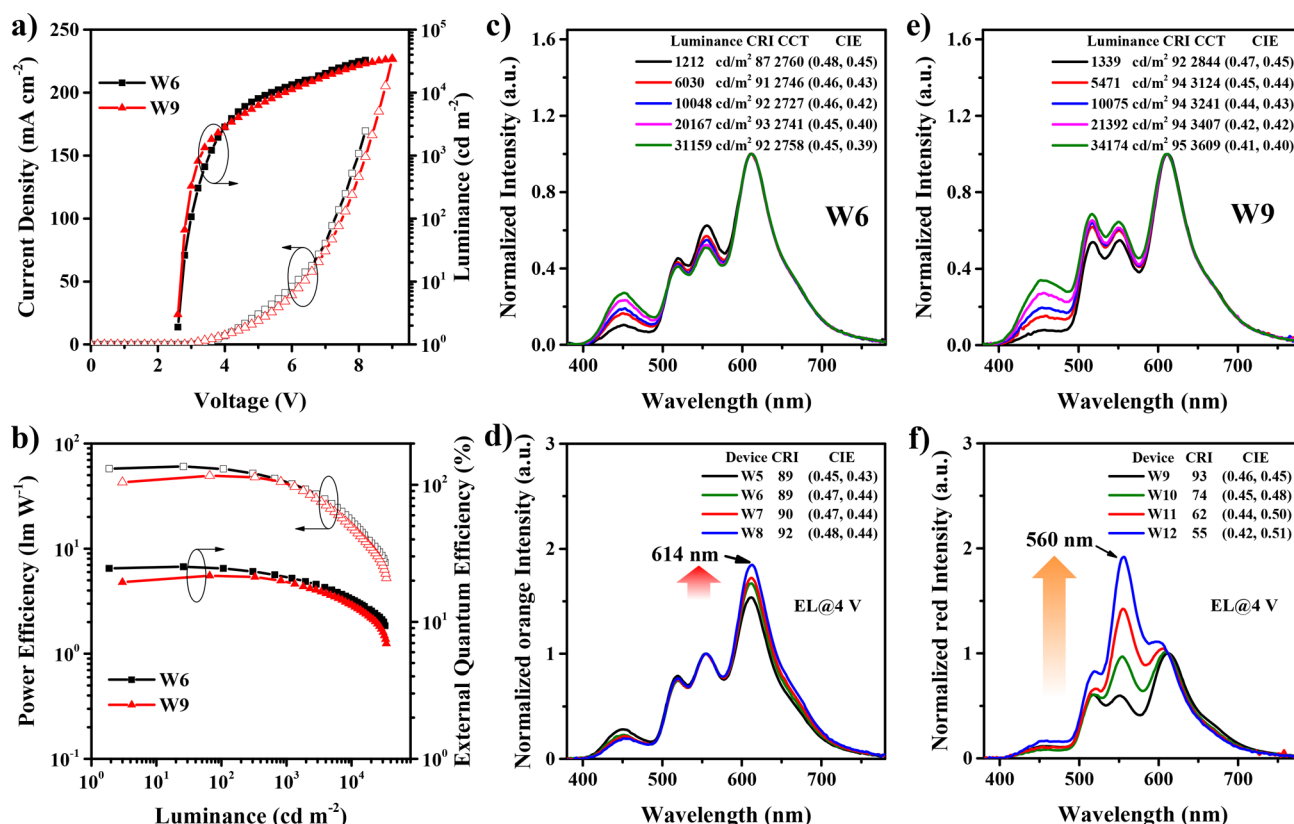 a)
250
200
150
100
50
0
Current Density (mA cm-2)
W6
W9
10^5
10^4
10^3
10^2
10^1
10^0
Luminance (cd m-2)
0 2 4 6 8
Voltage (V)
c)
1.6
1.2
0.8
0.4
0.0
Normalized Intensity (a.u.)
Luminance CRI CCT CIE
1212 cd/m2 87 2760 (0.48, 0.45)
6030 cd/m2 91 2746 (0.46, 0.43)
10048 cd/m2 92 2727 (0.46, 0.42)
20167 cd/m2 93 2741 (0.45, 0.40)
31159 cd/m2 92 2758 (0.45, 0.39)
W6
400 500 600 700
Wavelength (nm)
e)
1.6
1.2
0.8
0.4
0.0
Normalized Intensity (a.u.)
Luminance CRI CCT CIE
1339 cd/m2 92 2844 (0.47, 0.45)
5471 cd/m2 94 3124 (0.45, 0.44)
10075 cd/m2 94 3241 (0.44, 0.43)
21392 cd/m2 94 3407 (0.42, 0.42)
34174 cd/m2 95 3609 (0.41, 0.40)
W9
400 500 600 700
Wavelength (nm)
b)
10^2
10^1
10^0
10^-1
Power Efficiency (lm W-1)
W6
W9
10^2
10^1
10^0
External Quantum Efficiency (%)
10^0 10^1 10^2 10^3 10^4
Luminance (cd m-2)
d)
3
2
1
0
Normalized orange Intensity (a.u.)
Device CRI CIE
W5 89 (0.45, 0.43)
W6 89 (0.47, 0.44)
W7 90 (0.47, 0.44)
W8 92 (0.48, 0.44)
614 nm
EL@4 V
400 500 600 700
Wavelength (nm)
f)
3
2
1
0
Normalized red Intensity (a.u.)
Device CRI CIE
W9 93 (0.46, 0.45)
W10 74 (0.45, 0.48)
W11 62 (0.44, 0.50)
W12 55 (0.42, 0.51)
560 nm
EL@4 V
400 500 600 700
Wavelength (nm)